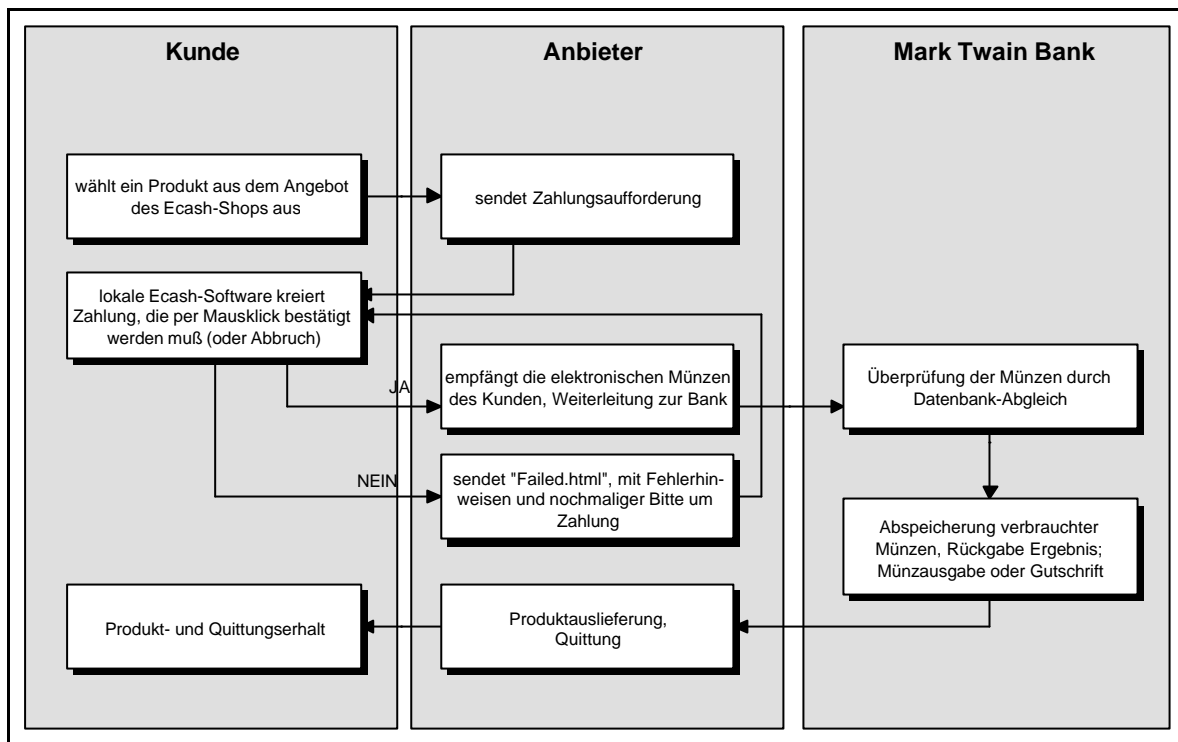 Kunde
Anbieter
Mark Twain Bank
wählt ein Produkt aus dem Angebot
des Ecash-Shops aus
sendet Zahlungsaufforderung
lokale Ecash-Software kreiert
Zahlung, die per Mausklick bestätigt
werden muß (oder Abbruch)
JA
empfängt die elektronischen Münzen
des Kunden, Weiterleitung zur Bank
Überprüfung der Münzen durch
Datenbank-Abgleich
NEIN
sendet "Failed.html", mit Fehlerhin-
weisen und nochmaliger Bitte um
Zahlung
Abspeicherung verbrauchter
Münzen, Rückgabe Ergebnis;
Münzausgabe oder Gutschrift
Produktauslieferung,
Quittung
Produkt- und Quittungserhalt